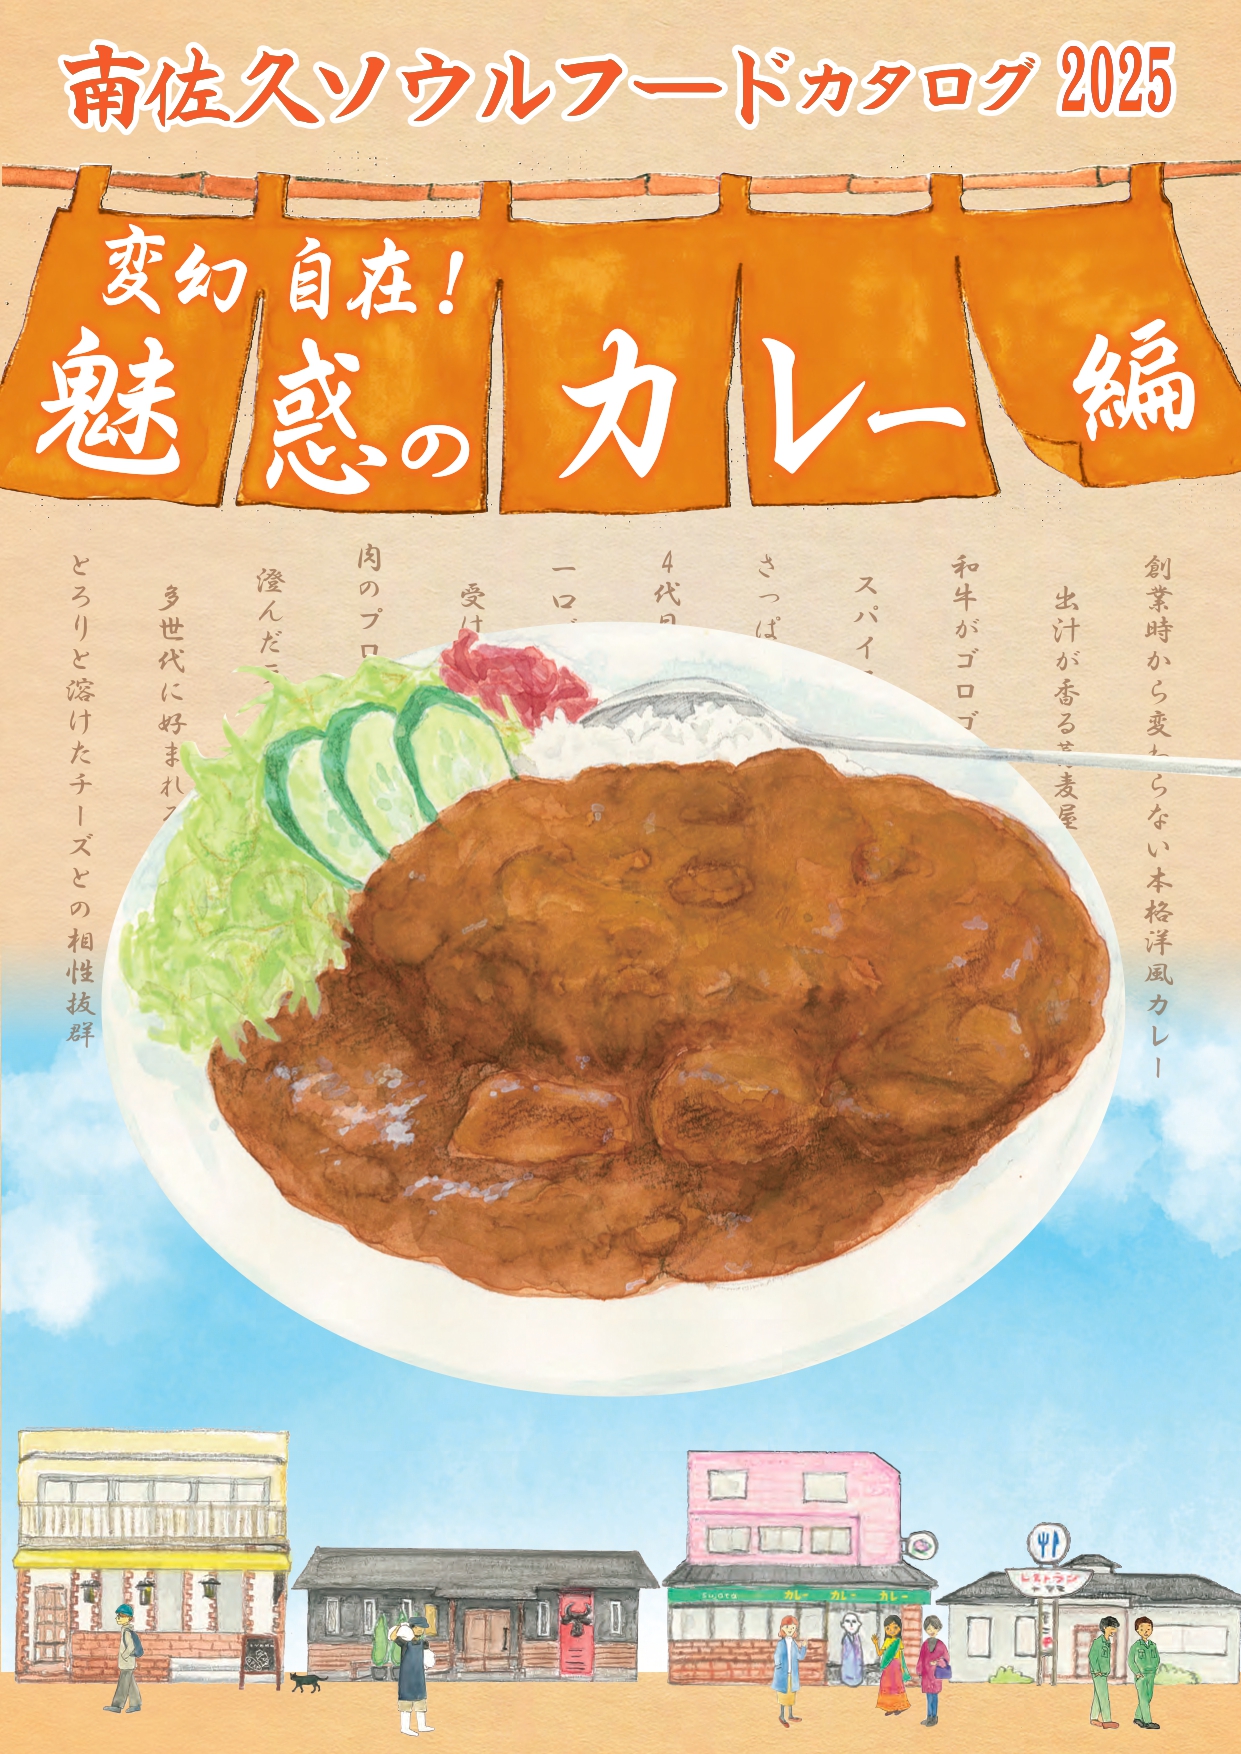 南佐久ソウルフードカタログ 2025
変幻自在!
魅惑のカレー編
創業時から変わらない本格洋風カレー
出汁が香る蕎麦屋
和牛がゴロゴ
スパイ
さっぱ
4代目
一口
受け
肉のプロ
澄んだ
多世代に好まれ
とろりと溶けたチーズとの相性抜群
suzata
カレー カレー カレー
レストラン